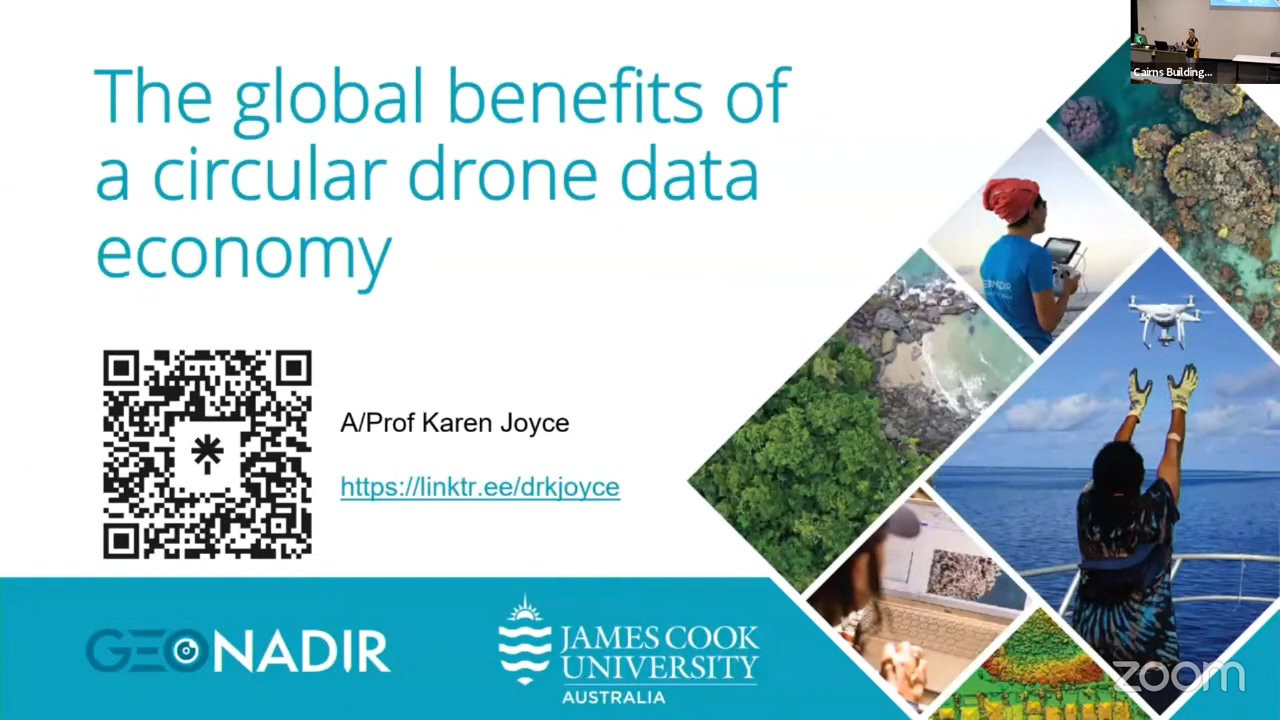 The global benefits of
a circular drone data
economy
A/Prof Karen Joyce
https://linktr.ee/drkjoyce
GEONADIR
JAMES COOK
UNIVERSITY
AUSTRALIA
Cairns Building...
GEONADIR
zoom